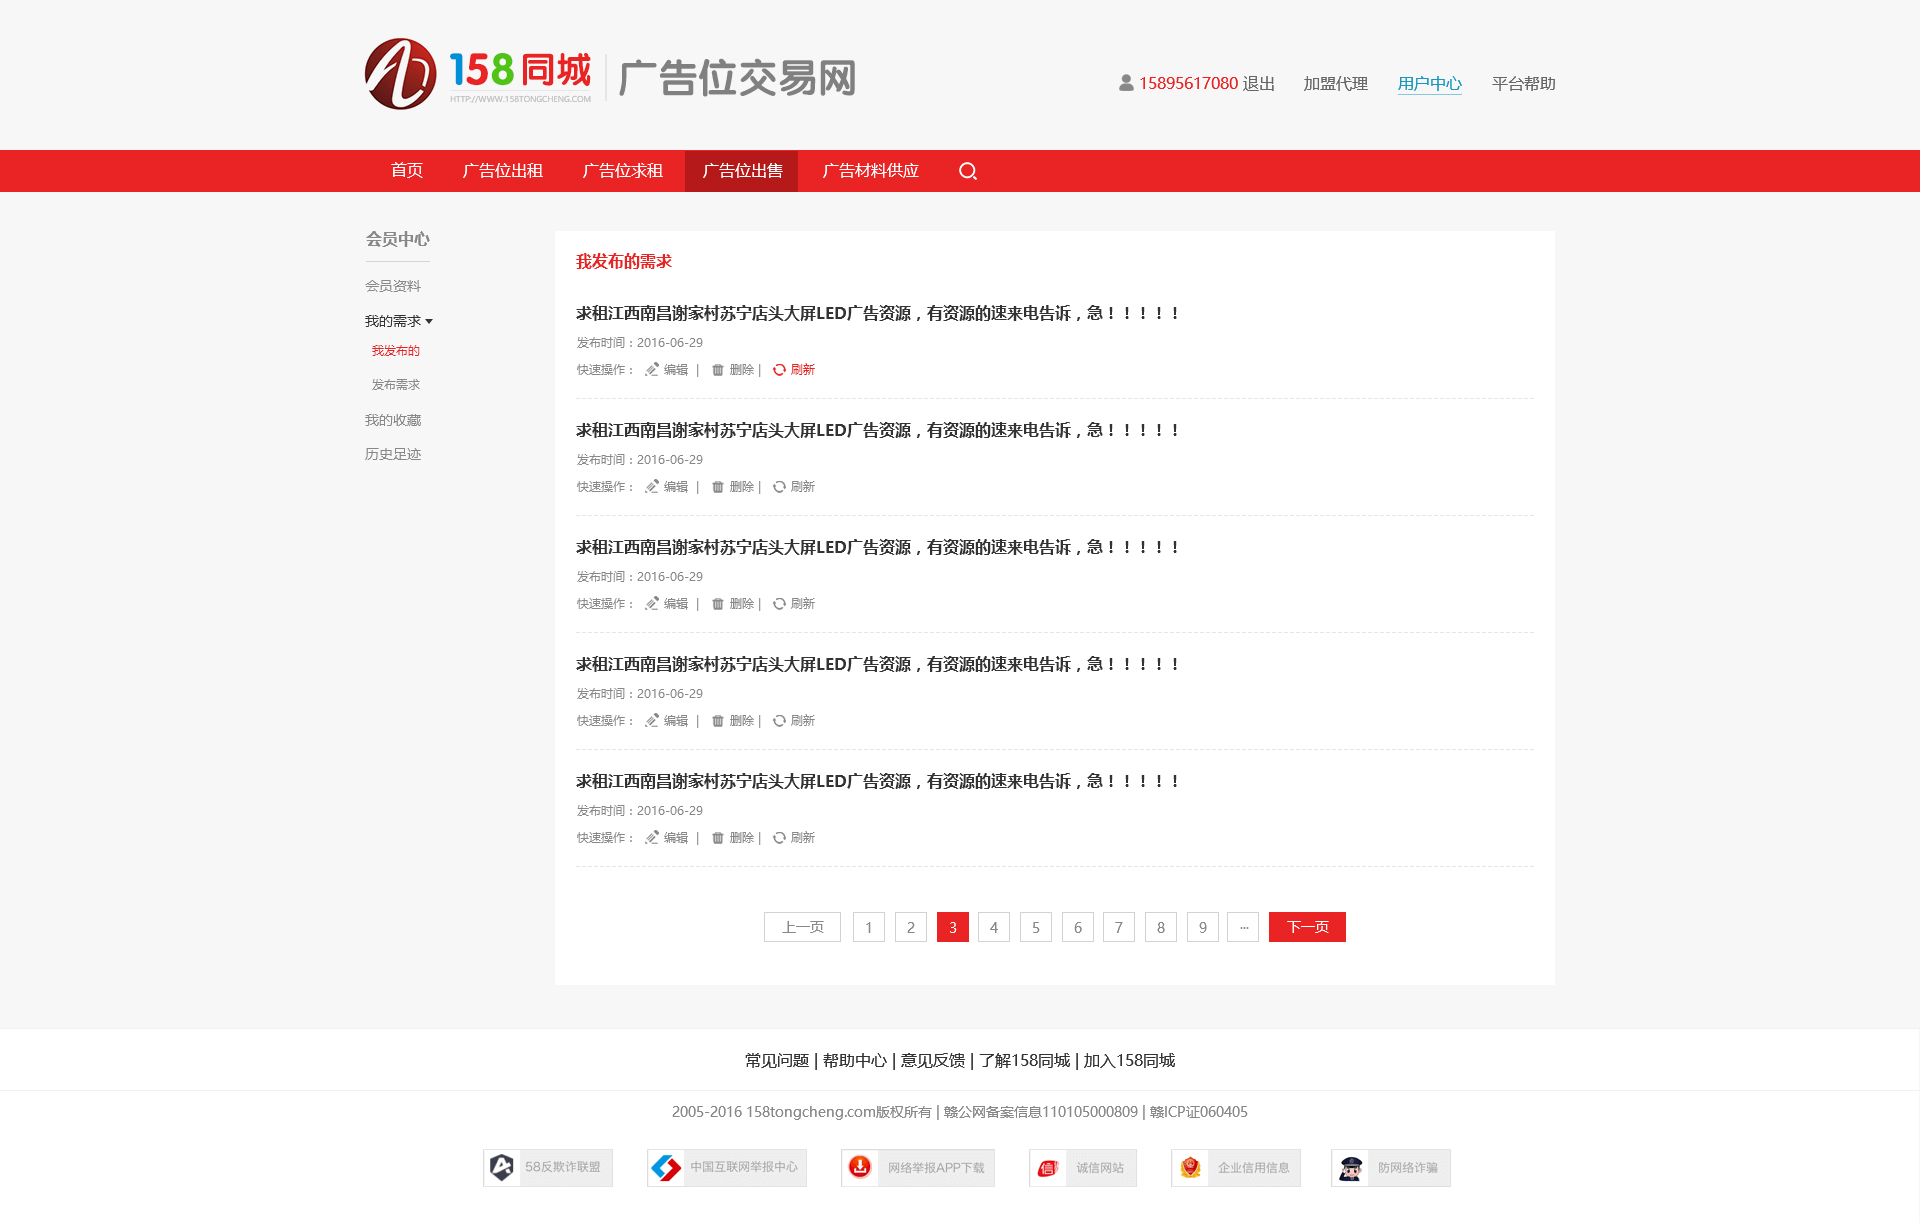 158同城 广告位交易网
HTTP://WWW.158TONGCHENG.COM
15895617080 退出 加盟代理 用户中心 平台帮助
首页 广告位出租 广告位求租 广告位出售 广告材料供应
会员中心
会员资料
我的需求
我发布的
发布需求
我的收藏
历史足迹
我发布的需求
求租江西南昌谢家村苏宁店头大屏LED广告资源，有资源的速来电告诉，急！！！！！
发布时间：2016-06-29
快速操作： 编辑 | 删除 | 刷新
求租江西南昌谢家村苏宁店头大屏LED广告资源，有资源的速来电告诉，急！！！！！
发布时间：2016-06-29
快速操作： 编辑 | 删除 | 刷新
求租江西南昌谢家村苏宁店头大屏LED广告资源，有资源的速来电告诉，急！！！！！
发布时间：2016-06-29
快速操作： 编辑 | 删除 | 刷新
求租江西南昌谢家村苏宁店头大屏LED广告资源，有资源的速来电告诉，急！！！！！
发布时间：2016-06-29
快速操作： 编辑 | 删除 | 刷新
求租江西南昌谢家村苏宁店头大屏LED广告资源，有资源的速来电告诉，急！！！！！
发布时间：2016-06-29
快速操作： 编辑 | 删除 | 刷新
上一页 1 2 3 4 5 6 7 8 9 ... 下一页
常见问题 | 帮助中心 | 意见反馈 | 了解158同城 | 加入158同城
2005-2016 158tongcheng.com版权所有 | 赣公网备案信息110105000809 | 赣ICP证060405
58反欺诈联盟 中国互联网举报中心 网络举报APP下载 信 诚信网站 企业信用信息 防网络诈骗